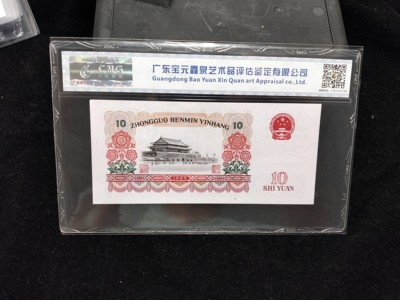 广东宝元鑫泉艺术品评估鉴定有限公司
Guangdong Bao Yuan Xin Quan art Appraisal co.,Ltd.
ZHONGGUO RENMIN YINHANG
10 10
1965
10
SHI YUAN